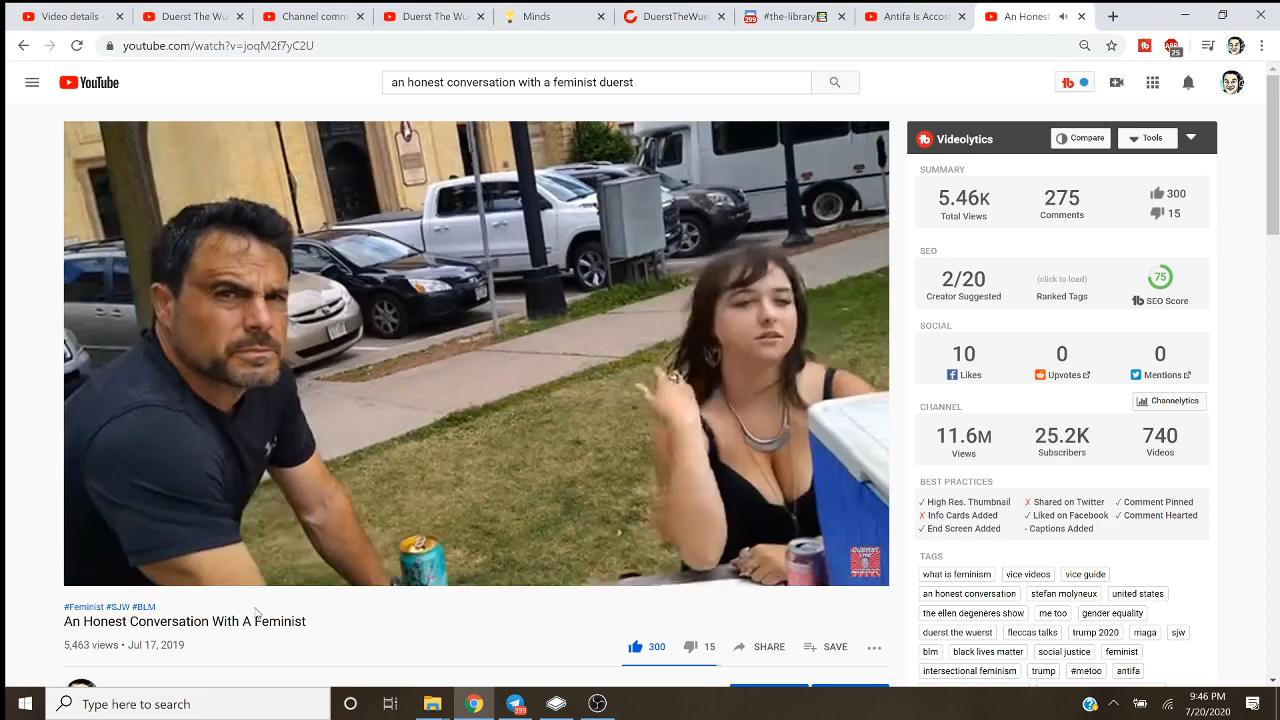 Video details -
Duerst The Wu
Channel comm
Duerst The Wu
Minds
DuerstTheWue
299
#the-library
Antifa Is Accos
An Honest
youtube.com/watch?v=joqM2f7yC2U
25
YouTube
an honest conversation with a feminist duerst
tb
Videolytics
Compare
Tools
SUMMARY
5.46K
275
300
Total Views
Comments
15
SEO
2/20
(click to load)
75
Creator Suggested
Ranked Tags
tb SEO Score
SOCIAL
10
0
0
Likes
Upvotes
Mentions
CHANNEL
Channelytics
11.6M
25.2K
740
Views
Subscribers
Videos
BEST PRACTICES
✓ High Res. Thumbnail
✗ Shared on Twitter
✓ Comment Pinned
✗ Info Cards Added
✓ Liked on Facebook
✓ Comment Hearted
✓ End Screen Added
- Captions Added
TAGS
what is feminism
vice videos
vice guide
an honest conversation
stefan molyneux
united states
the ellen degeneres show
me too
gender equality
duerst the wuerst
fleccas talks
trump 2020
maga
sjw
blm
black lives matter
social justice
feminist
intersectional feminism
trump
#metoo
antifa
DUERST
#Feminist #SJW #BLM
An Honest Conversation With A Feminist
5,463 views • Jul 17, 2019
300
15
SHARE
SAVE
Type here to search
399
9:46 PM
7/20/2020